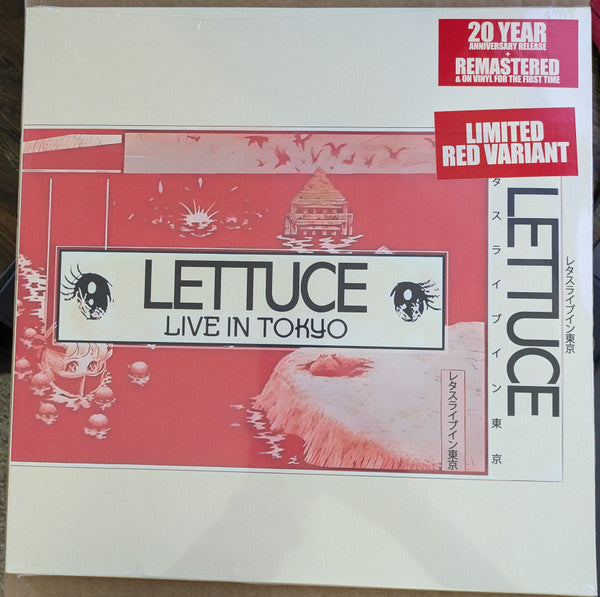 20 YEAR
ANNIVERSARY RELEASE
+
REMASTERED
& ON VINYL FOR THE FIRST TIME
LIMITED
RED VARIANT
LETTUCE
LIVE IN TOKYO
レタスライブイン東京
タスライブイン東京
LETTUCE
レタスライブイン東京